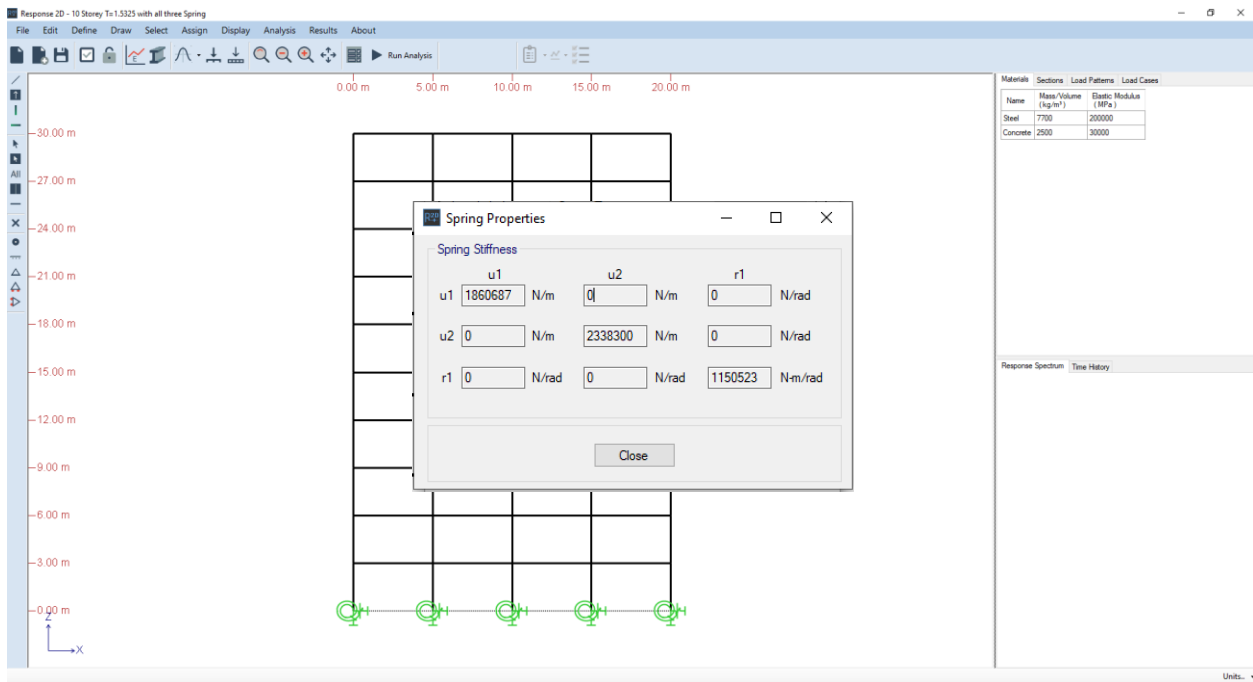 Response 2D - 10 Storey T=1.5325 with all three Spring
File Edit Define Draw Select Assign Display Analysis Results About
E Run Analysis
All
0.00 m 5.00 m 10.00 m 15.00 m 20.00 m
30.00 m
27.00 m
24.00 m
21.00 m
18.00 m
15.00 m
12.00 m
9.00 m
6.00 m
3.00 m
0.00 m
Z
X
Spring Properties
Spring Stiffness
u1 u2 r1
u1 1860687 N/m 0 N/m 0 N/rad
u2 0 N/m 2338300 N/m 0 N/rad
r1 0 N/rad 0 N/rad 1150523 N-m/rad
Close
Materials Sections Load Patterns Load Cases
Name Mass/Volume (kg/m³) Elastic Modulus (MPa)
Steel 7700 200000
Concrete 2500 30000
Response Spectrum Time History
Units..